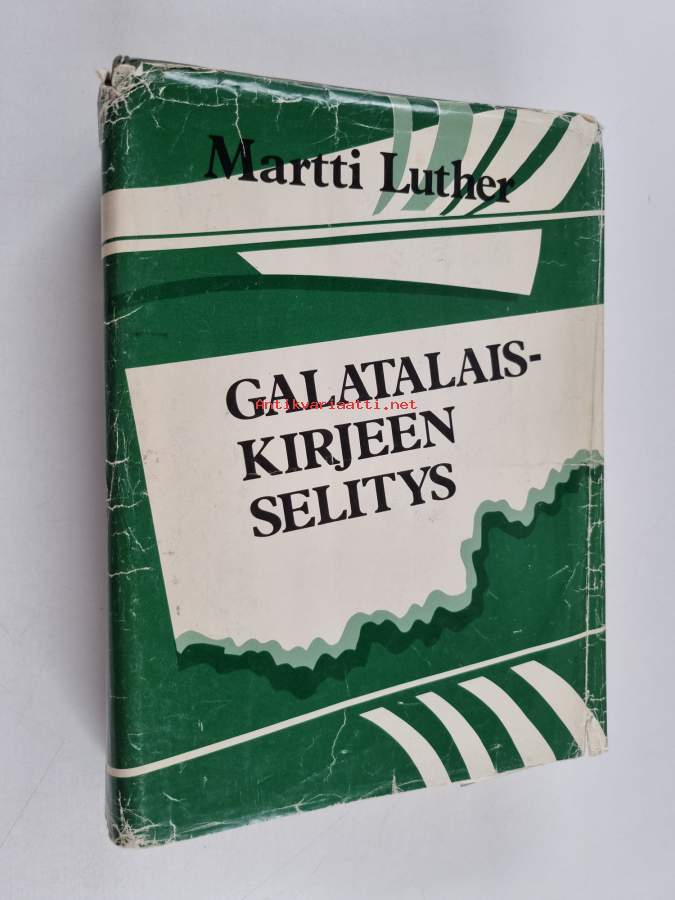 Martti Luther
GALATALAIS-
Antikvariaatti.net
KIRJEEN
SELITYS